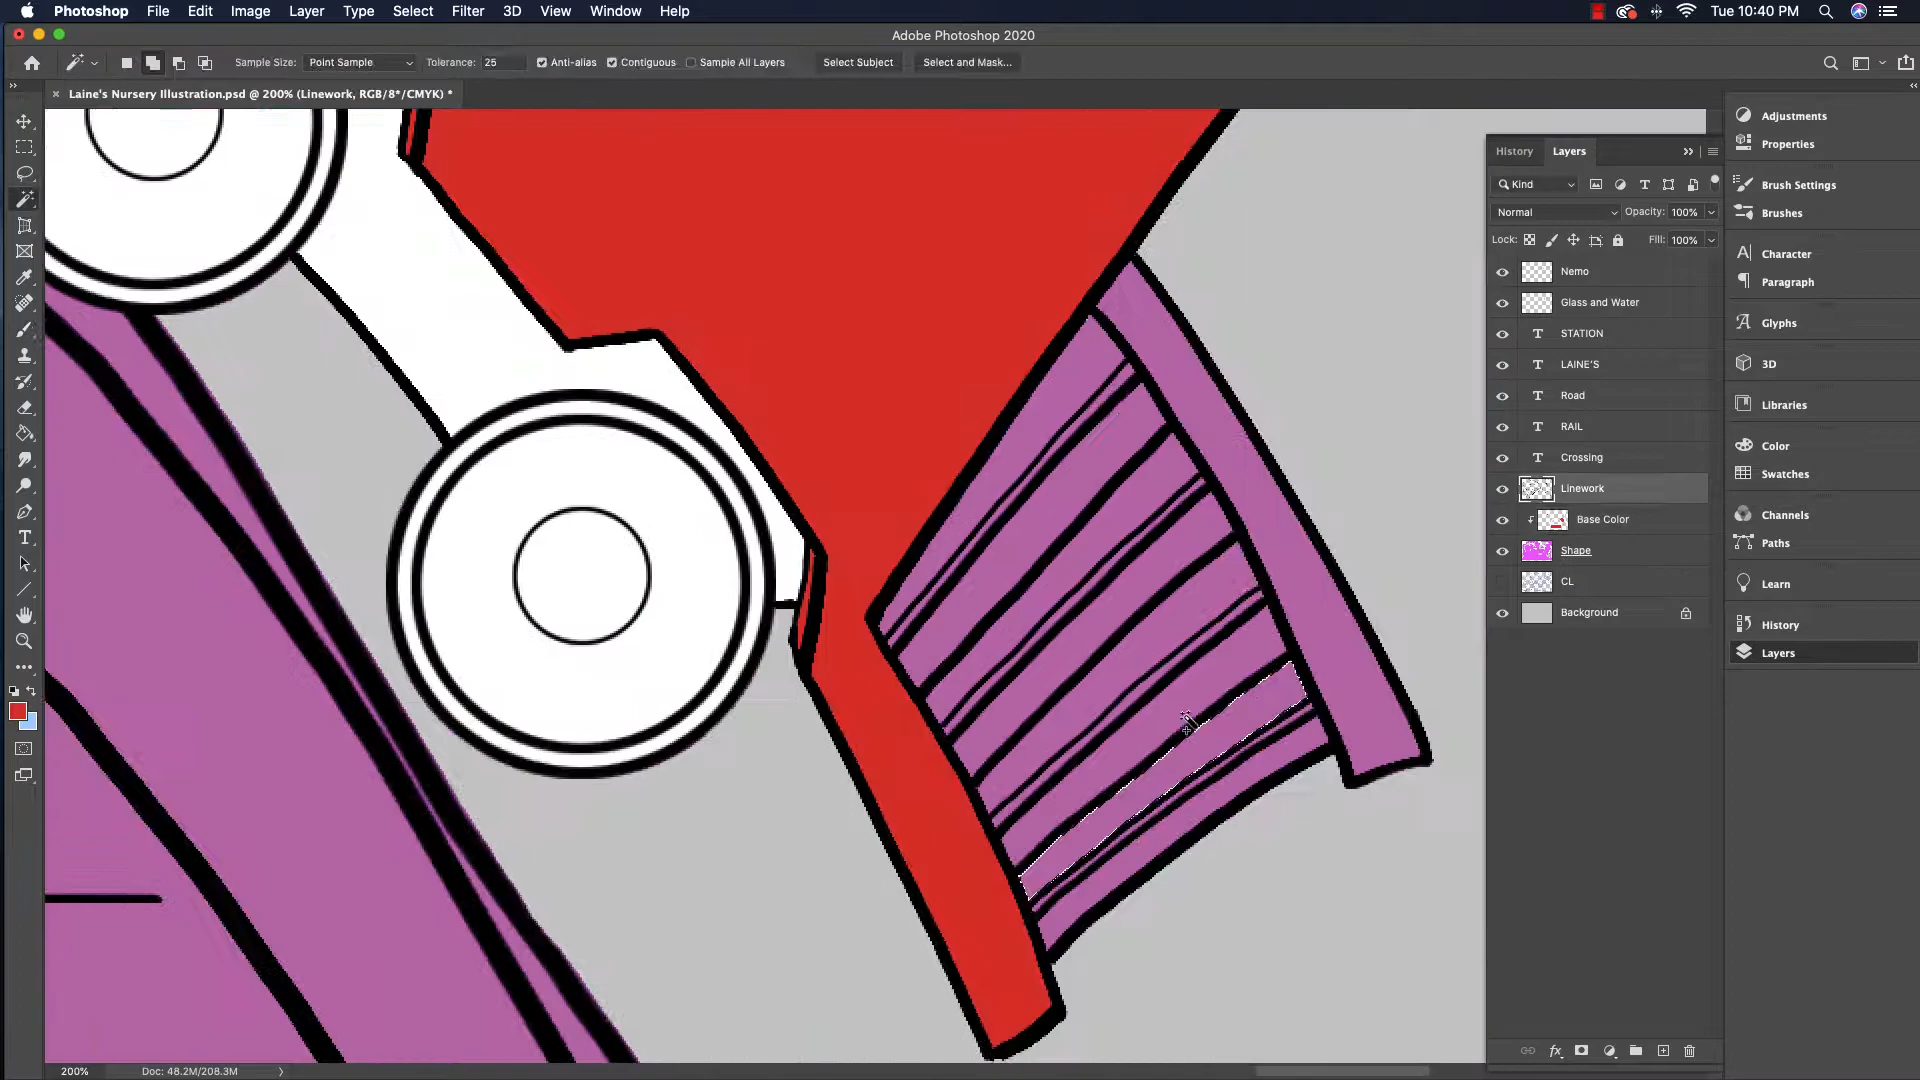 Photoshop File Edit Image Layer Type Select Filter 3D View Window Help Tue 10:40 PM
Adobe Photoshop 2020
Sample Size: Point Sample Tolerance: 25 Anti-alias Contiguous Sample All Layers Select Subject Select and Mask...
Laine's Nursery Illustration.psd @ 200% (Linework, RGB/8*/CMYK) *
History Layers
Kind
Normal Opacity: 100%
Lock: Fill: 100%
Nemo
Glass and Water
STATION
LAINE'S
Road
RAIL
Crossing
Linework
Base Color
Shape
CL
Background
Adjustments
Properties
Brush Settings
Brushes
Character
Paragraph
Glyphs
3D
Libraries
Color
Swatches
Channels
Paths
Learn
History
Layers
200% Doc: 48.2M/208.3M